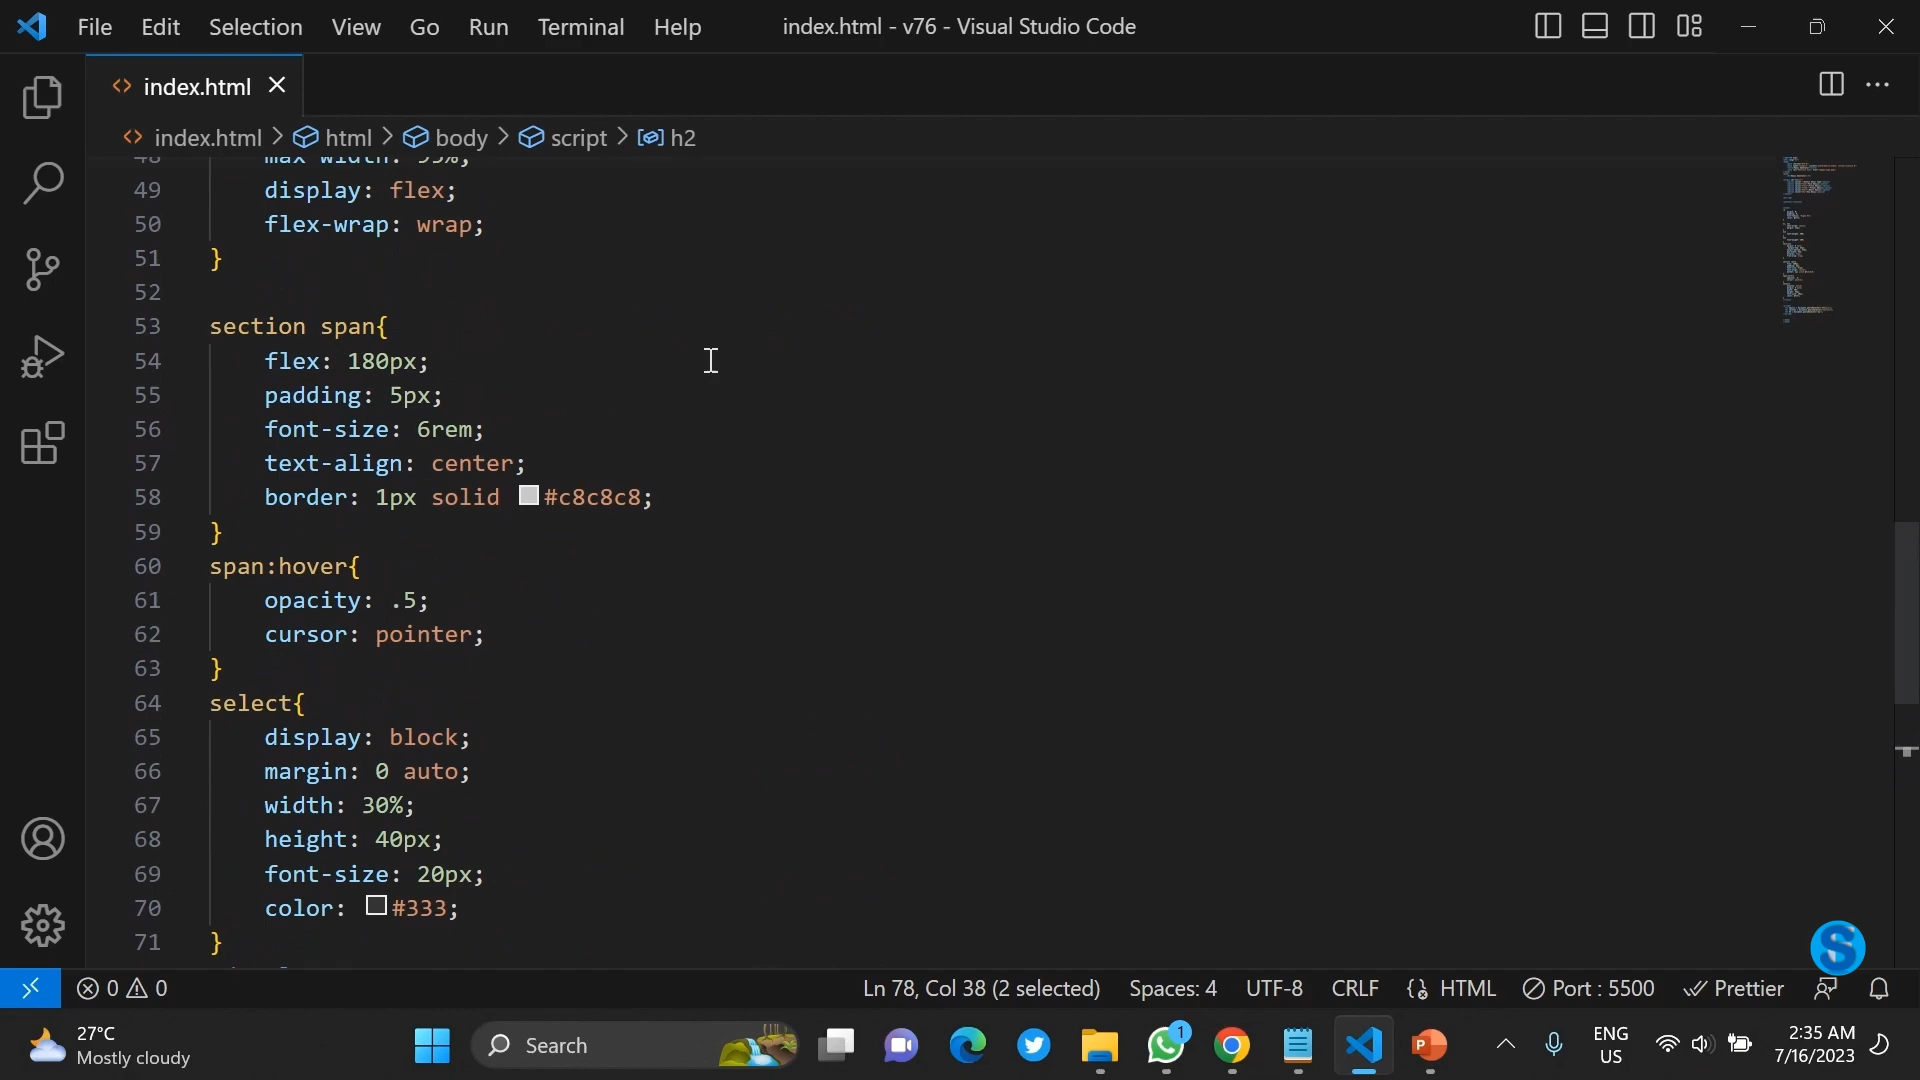 File Edit Selection View Go Run Terminal Help index.html - v76 - Visual Studio Code
index.html
index.html > html > body > script > h2
48 max-width: 95%;
49 display: flex;
50 flex-wrap: wrap;
51 }
52
53 section span{
54 flex: 180px;
55 padding: 5px;
56 font-size: 6rem;
57 text-align: center;
58 border: 1px solid #c8c8c8;
59 }
60 span:hover{
61 opacity: .5;
62 cursor: pointer;
63 }
64 select{
65 display: block;
66 margin: 0 auto;
67 width: 30%;
68 height: 40px;
69 font-size: 20px;
70 color: #333;
71 }
0 0 Ln 78, Col 38 (2 selected) Spaces: 4 UTF-8 CRLF HTML Port : 5500 Prettier
27°C
Mostly cloudy
Search
1
ENG
US
2:35 AM
7/16/2023